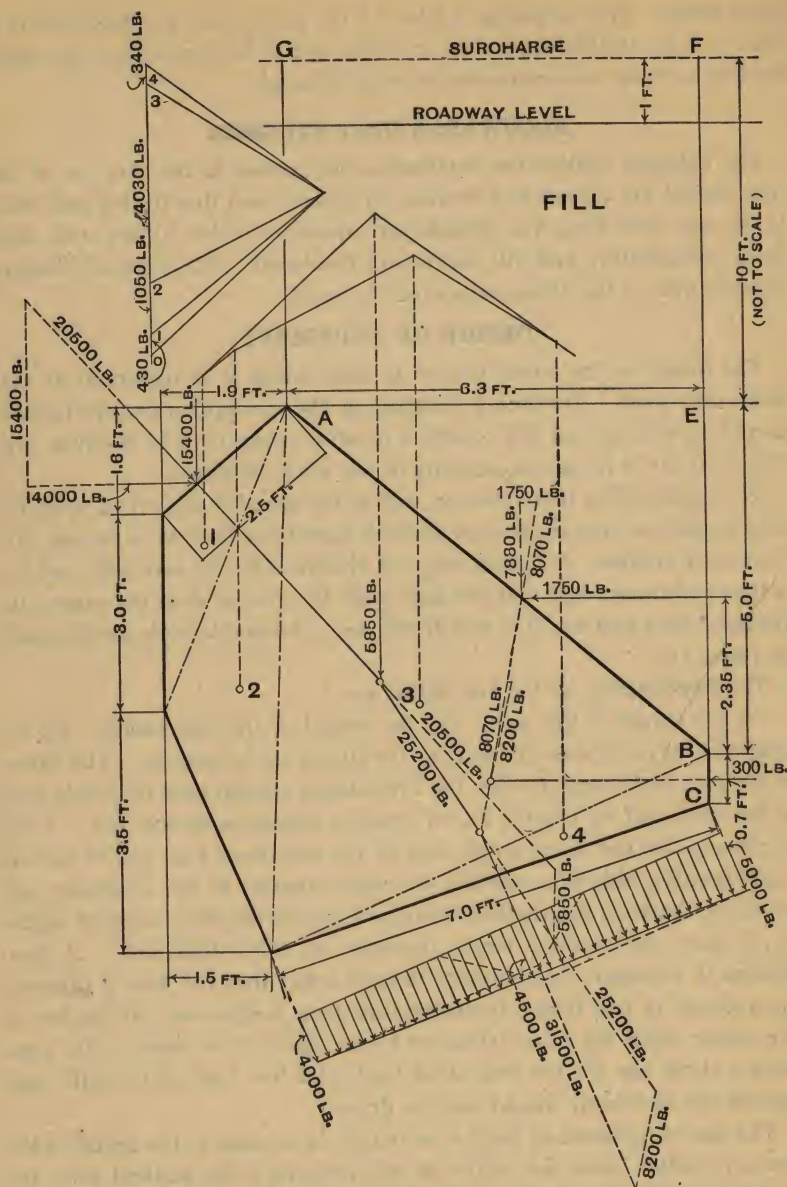 340 LB.
G
SUROHARGE
F
4
3
1 FT.
ROADWAY LEVEL
4030 LB.
FILL
10 FT.
(NOT TO SCALE)
1050 LB.
2
1
0
430 LB.
20500 LB.
15400 LB.
1.9 FT.
6.3 FT.
15400 LB.
A
E
1.6 FT.
14000 LB.
2.5 FT.
1
1750 LB.
7880 LB.
8070 LB.
1750 LB.
5.0 FT.
3.0 FT.
5850 LB.
2.35 FT.
2
3
8070 LB.
8200 LB.
20500 LB.
B
300 LB.
25200 LB.
C
4
0.7 FT.
3.5 FT.
7.0 FT.
5850 LB.
5000 LB.
1.5 FT.
4500 LB.
25200 LB.
4000 LB.
31500 LB.
8200 LB.